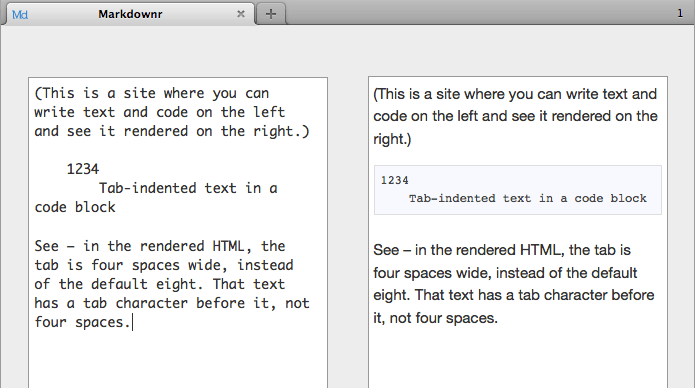 Md Markdownr × + 1
(This is a site where you can
write text and code on the left
and see it rendered on the right.)
1234
Tab-indented text in a
code block
See – in the rendered HTML, the
tab is four spaces wide, instead
of the default eight. That text
has a tab character before it, not
four spaces.
(This is a site where you can write text and
code on the left and see it rendered on the
right.)
1234
Tab-indented text in a code block
See – in the rendered HTML, the tab is
four spaces wide, instead of the default
eight. That text has a tab character before
it, not four spaces.